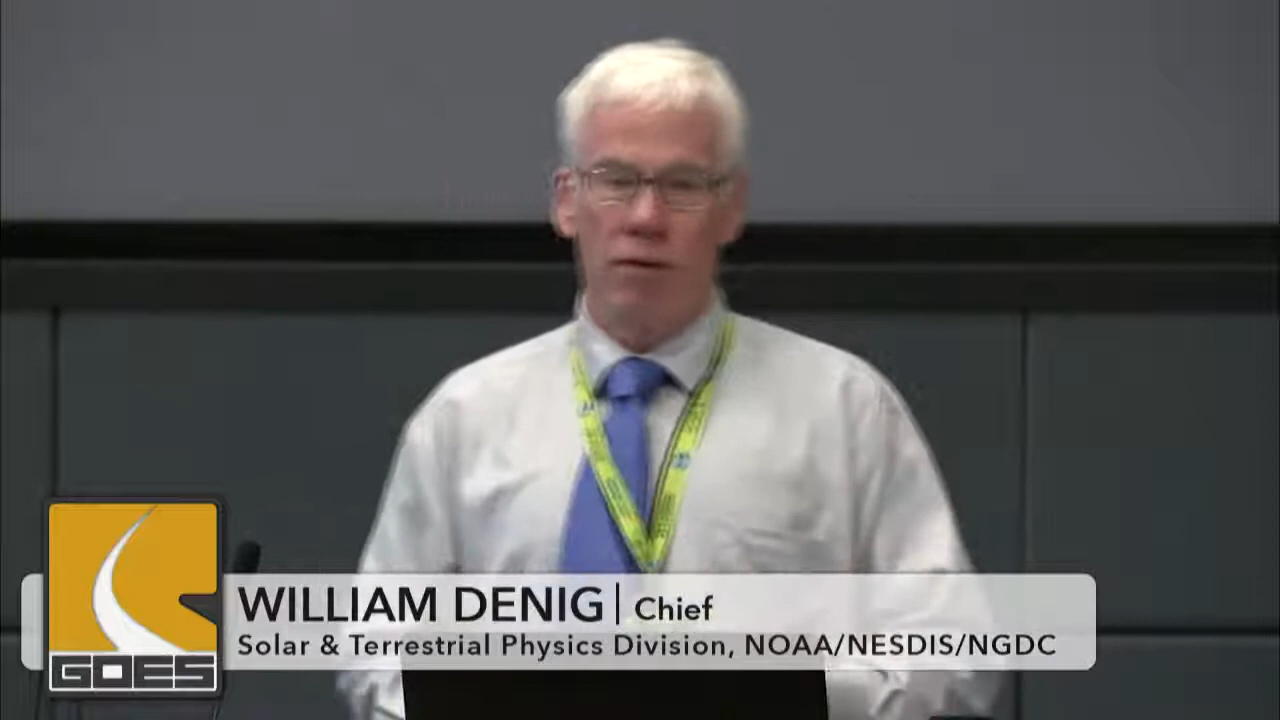 WILLIAM DENIG | Chief
Solar & Terrestrial Physics Division, NOAA/NESDIS/NGDC
GOES